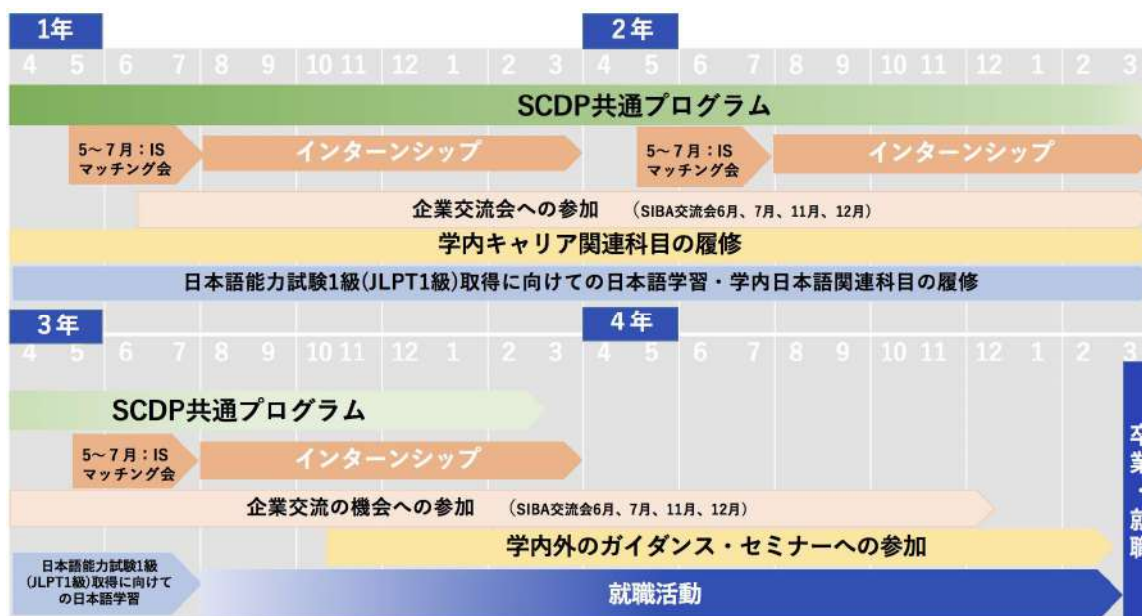 1年
2年
4 5 6 7 8 9 10 11 12 1 2 3 4 5 6 7 8 9 10 11 12 1 2 3
SCDP共通プログラム
5〜7月：IS
マッチング会
インターンシップ
5〜7月：IS
マッチング会
インターンシップ
企業交流会への参加 （SIBA交流会6月、7月、11月、12月）
学内キャリア関連科目の履修
日本語能力試験1級(JLPT1級)取得に向けての日本語学習・学内日本語関連科目の履修
3年
4年
4 5 6 7 8 9 10 11 12 1 2 3 4 5 6 7 8 9 10 11 12 1 2 3
SCDP共通プログラム
5〜7月：IS
マッチング会
インターンシップ
企業交流の機会への参加 （SIBA交流会6月、7月、11月、12月）
学内外のガイダンス・セミナーへの参加
日本語能力試験1級
(JLPT1級)取得に向けて
の日本語学習
就職活動
卒業・就職